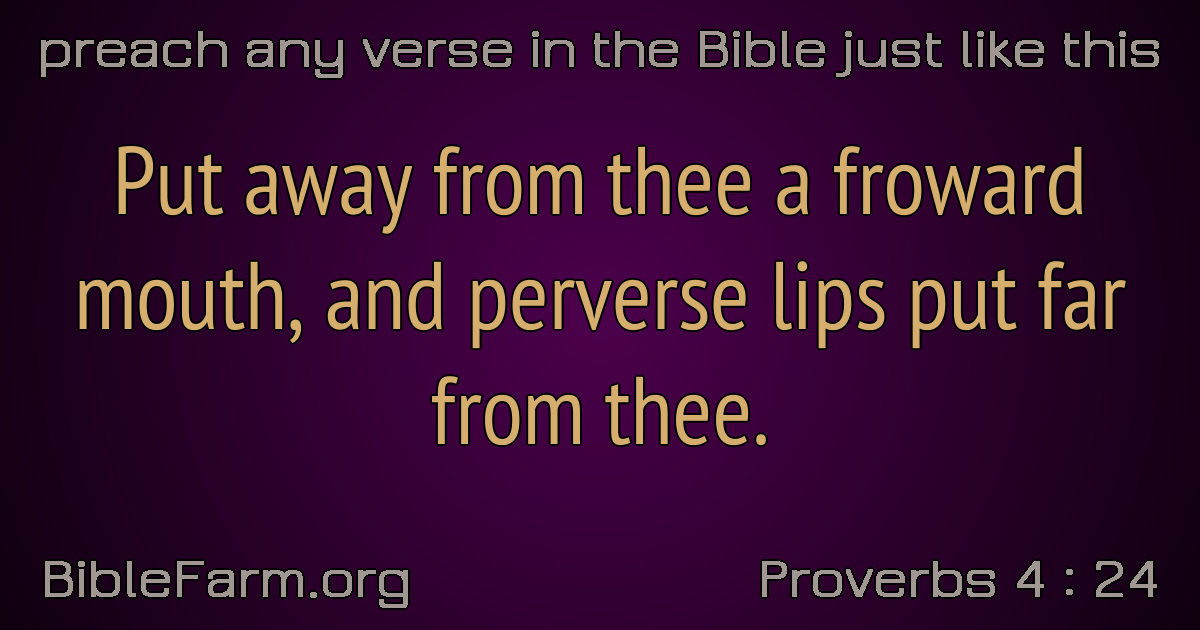 preach any verse in the Bible just like this
Put away from thee a froward
mouth, and perverse lips put far
from thee.
BibleFarm.org
Proverbs 4 : 24